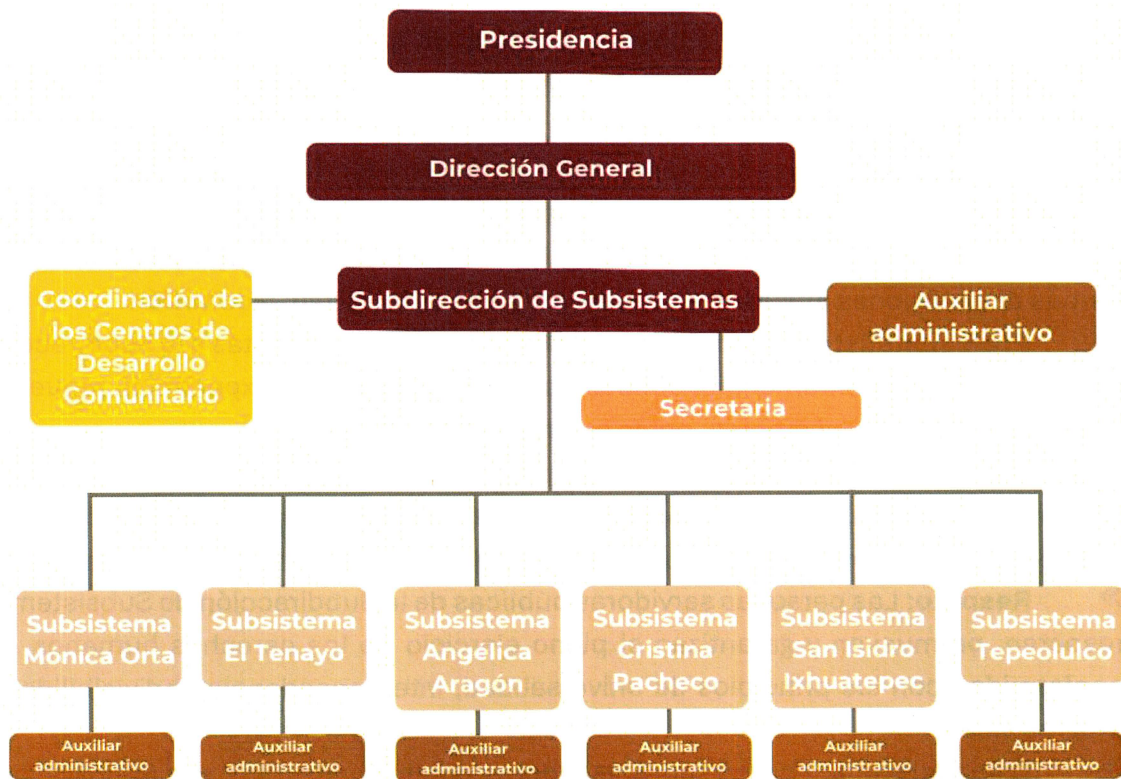 Presidencia
Dirección General
Coordinación de
los Centros de
Desarrollo
Comunitario
Subdirección de Subsistemas
Auxiliar
administrativo
Secretaria
Subsistema
Mónica Orta
Subsistema
El Tenayo
Subsistema
Angélica
Aragón
Subsistema
Cristina
Pacheco
Subsistema
San Isidro
Ixhuatepec
Subsistema
Tepeolulco
Auxiliar
administrativo
Auxiliar
administrativo
Auxiliar
administrativo
Auxiliar
administrativo
Auxiliar
administrativo
Auxiliar
administrativo